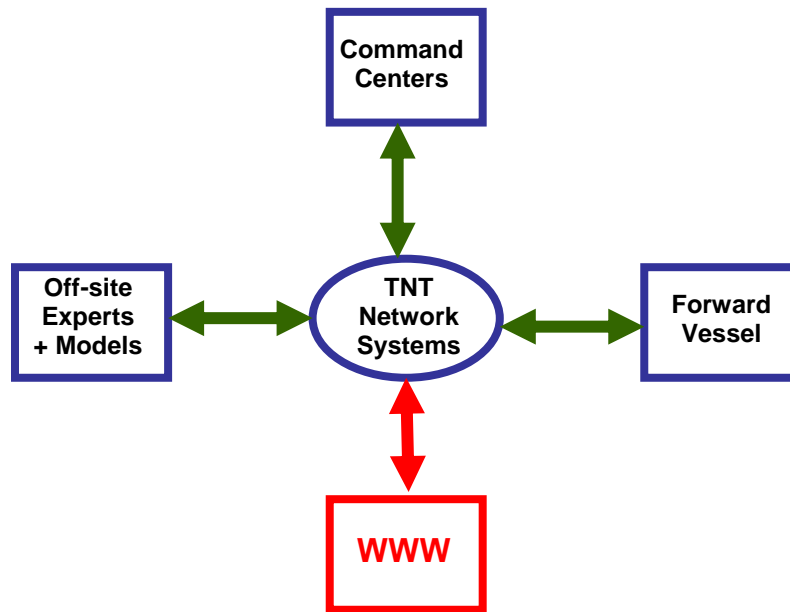 Command
Centers
Off-site
Experts
+ Models
TNT
Network
Systems
Forward
Vessel
WWW